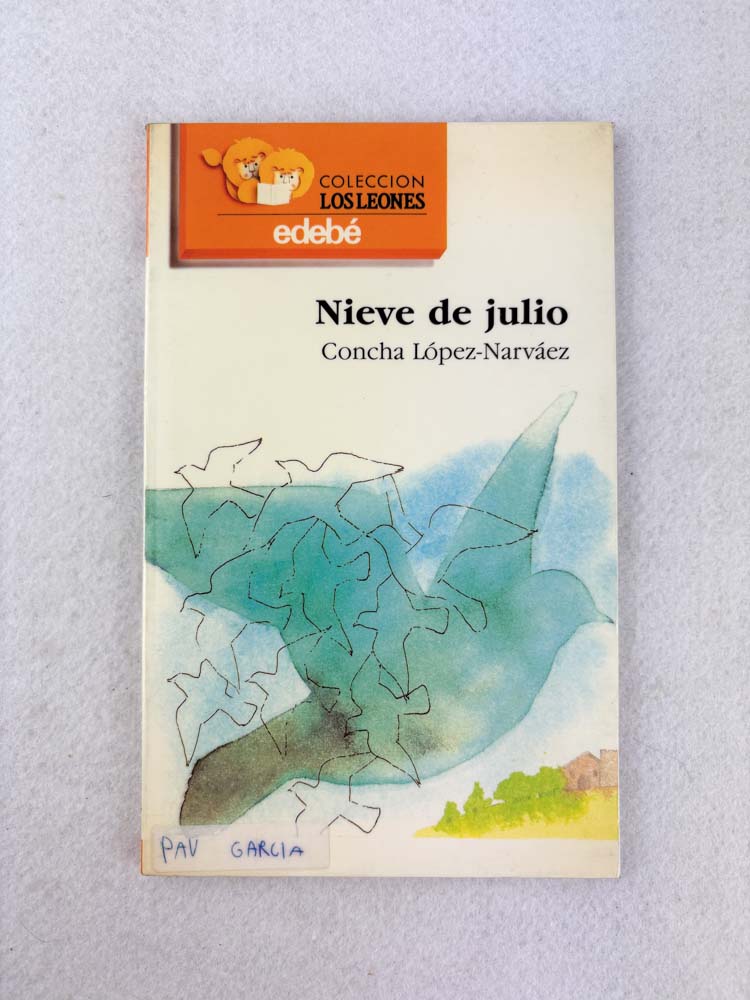 COLECCION
LOS LEONES
edebé
Nieve de julio
Concha López-Narváez
PAU GARCIA